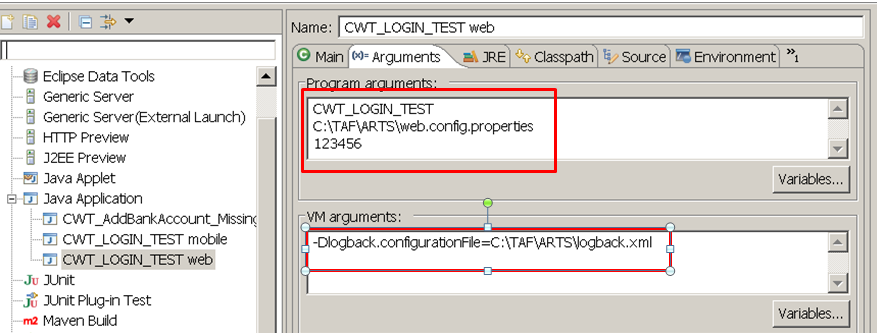 Name: CWT_LOGIN_TEST web
Main
(x)= Arguments
JRE
Classpath
Source
Environment
»1
Program arguments:
CWT_LOGIN_TEST
C:\TAF\ARTS\web.config.properties
123456
Variables...
VM arguments:
-Dlogback.configurationFile=C:\TAF\ARTS\logback.xml
Variables...
Eclipse Data Tools
Generic Server
Generic Server(External Launch)
HTTP Preview
J2EE Preview
Java Applet
Java Application
CWT_AddBankAccount_Missing
CWT_LOGIN_TEST mobile
CWT_LOGIN_TEST web
Ju JUnit
JUnit Plug-in Test
m2 Maven Build